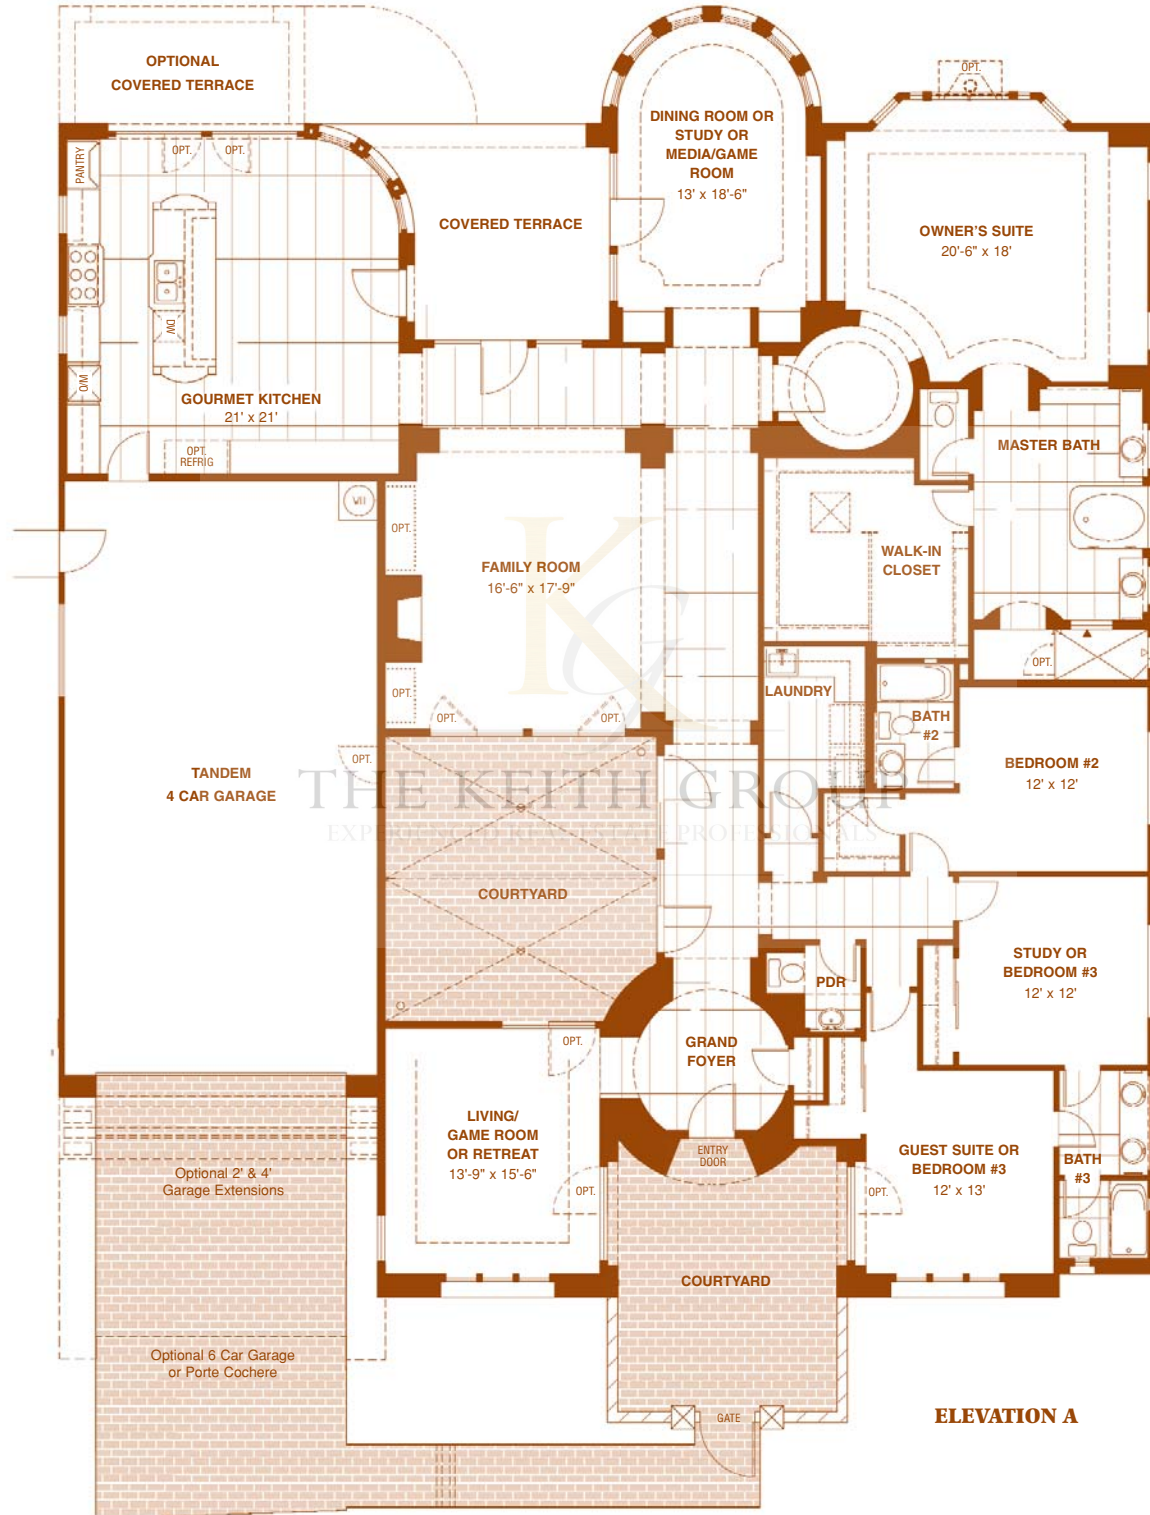 OPTIONAL
COVERED TERRACE
OPT.
DINING ROOM OR
STUDY OR
MEDIA/GAME
ROOM
13' x 18'-6"
PANTRY
OPT.
OPT.
COVERED TERRACE
OWNER'S SUITE
20'-6" x 18'
DW
O/M
GOURMET KITCHEN
21' x 21'
OPT.
REFRIG
MASTER BATH
OPT.
FAMILY ROOM
16'-6" x 17'-9"
WALK-IN
CLOSET
OPT.
OPT.
OPT.
OPT.
LAUNDRY
BATH
#2
BEDROOM #2
12' x 12'
OPT.
TANDEM
4 CAR GARAGE
KG
THE KEITH GROUP
EXPERIENCED REAL ESTATE PROFESSIONALS
COURTYARD
STUDY OR
BEDROOM #3
12' x 12'
PDR
OPT.
GRAND
FOYER
LIVING/
GAME ROOM
OR RETREAT
13'-9" x 15'-6"
ENTRY
DOOR
GUEST SUITE OR
BEDROOM #3
12' x 13'
BATH
#3
OPT.
OPT.
Optional 2' & 4'
Garage Extensions
COURTYARD
Optional 6 Car Garage
or Porte Cochere
GATE
ELEVATION A